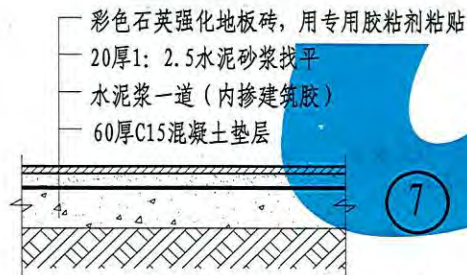 彩色石英强化地板砖，用专用胶粘剂粘贴
20厚1：2.5水泥砂浆找平
水泥浆一道（内掺建筑胶）
60厚C15混凝土垫层
7